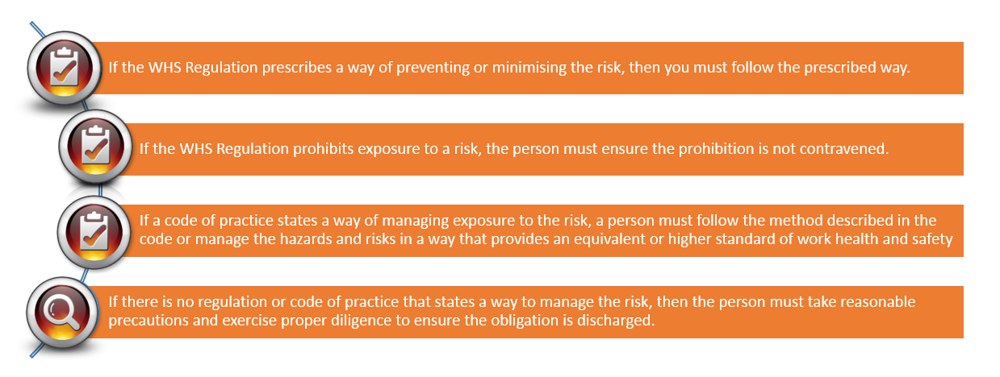 If the WHS Regulation prescribes a way of preventing or minimising the risk, then you must follow the prescribed way.
If the WHS Regulation prohibits exposure to a risk, the person must ensure the prohibition is not contravened.
If a code of practice states a way of managing exposure to the risk, a person must follow the method described in the
code or manage the hazards and risks in a way that provides an equivalent or higher standard of work health and safety
If there is no regulation or code of practice that states a way to manage the risk, then the person must take reasonable
precautions and exercise proper diligence to ensure the obligation is discharged.